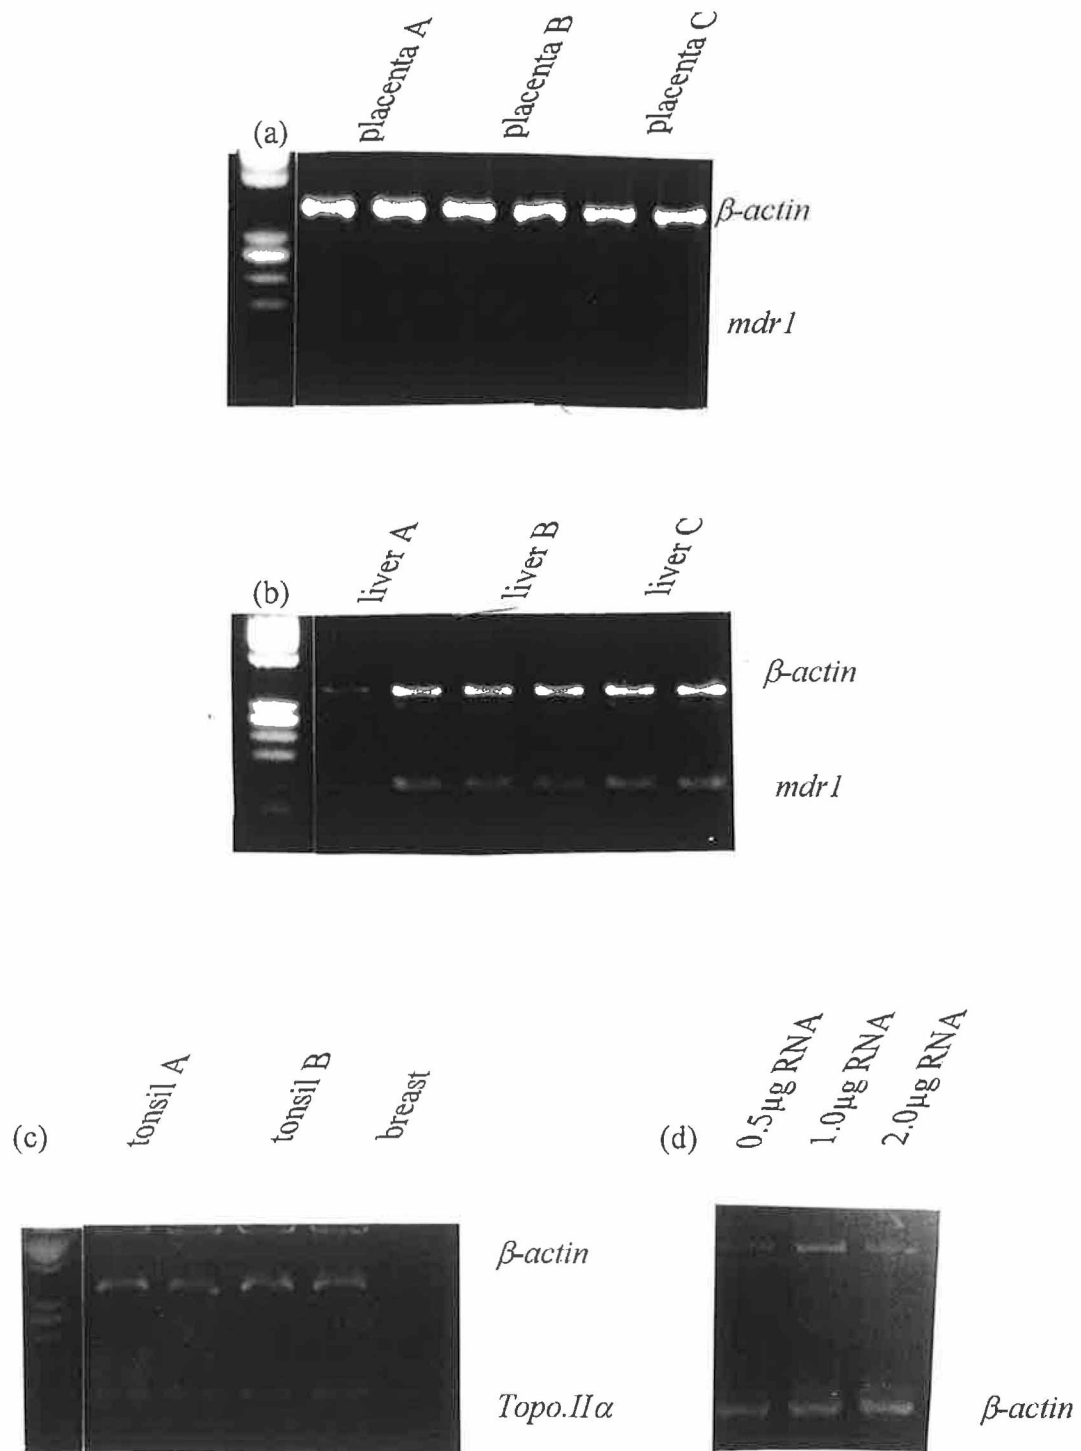 (a)
placenta A
placenta B
placenta C
β-actin
mdr1
(b)
liver A
liver B
liver C
β-actin
mdr1
(c)
tonsil A
tonsil B
breast
β-actin
Topo.IIα
(d)
0.5µg RNA
1.0µg RNA
2.0µg RNA
β-actin